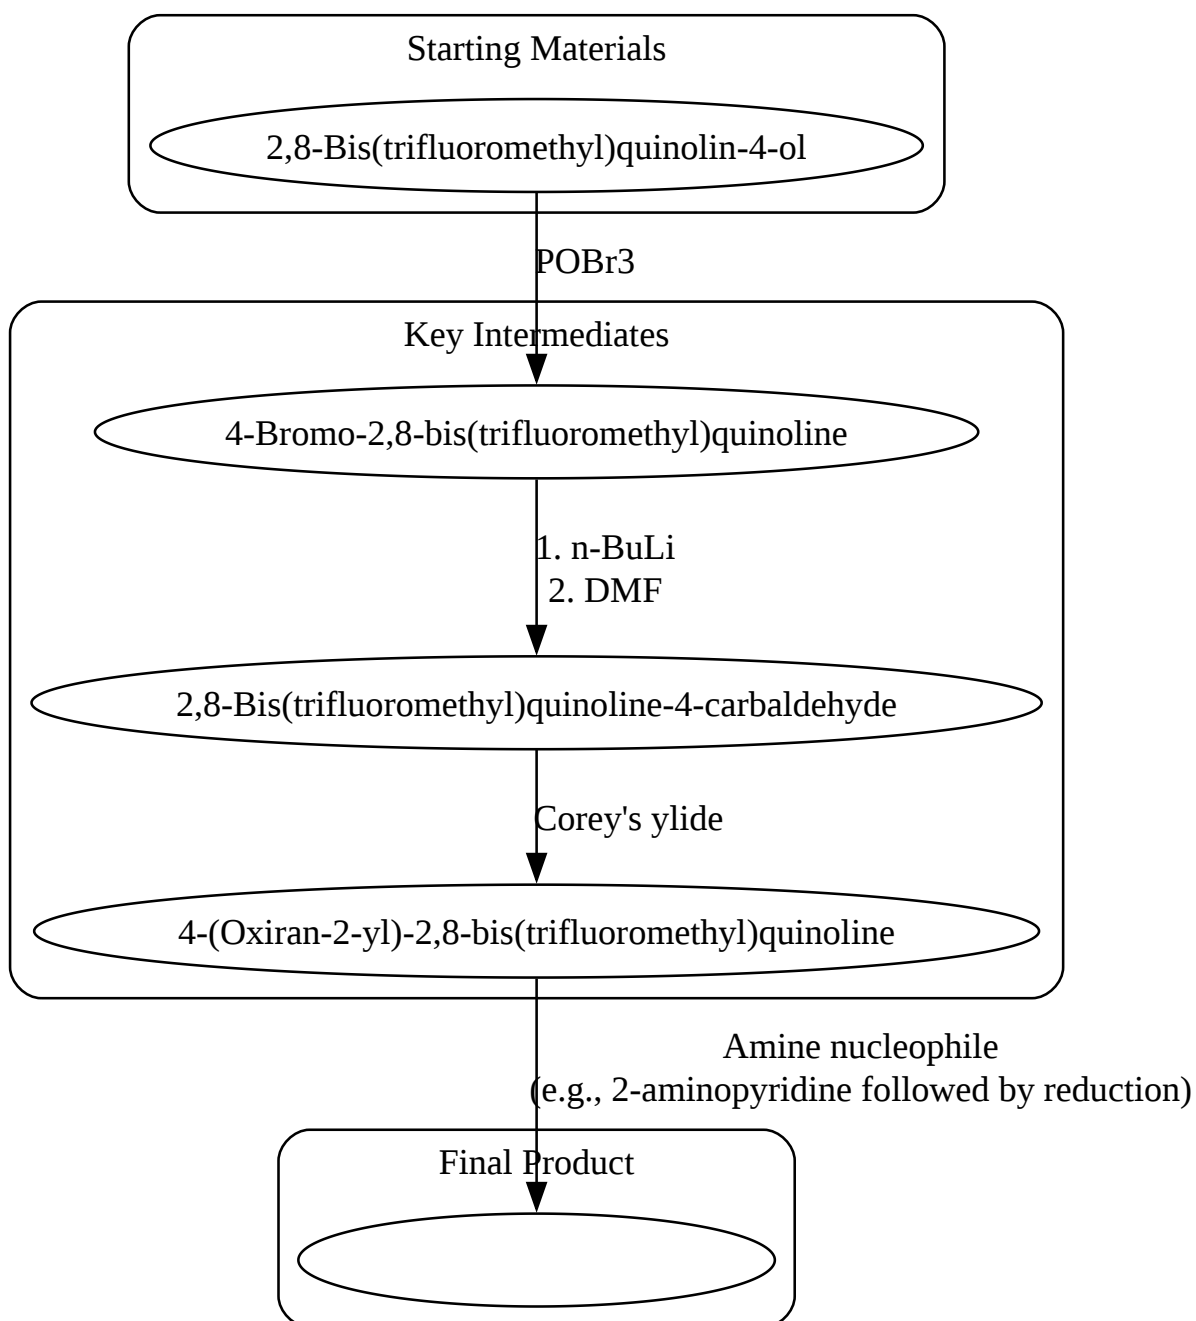 Starting Materials
2,8-Bis(trifluoromethyl)quinolin-4-ol
POBr3
Key Intermediates
4-Bromo-2,8-bis(trifluoromethyl)quinoline
1. n-BuLi
2. DMF
2,8-Bis(trifluoromethyl)quinoline-4-carbaldehyde
Corey's ylide
4-(Oxiran-2-yl)-2,8-bis(trifluoromethyl)quinoline
Amine nucleophile
(e.g., 2-aminopyridine followed by reduction)
Final Product